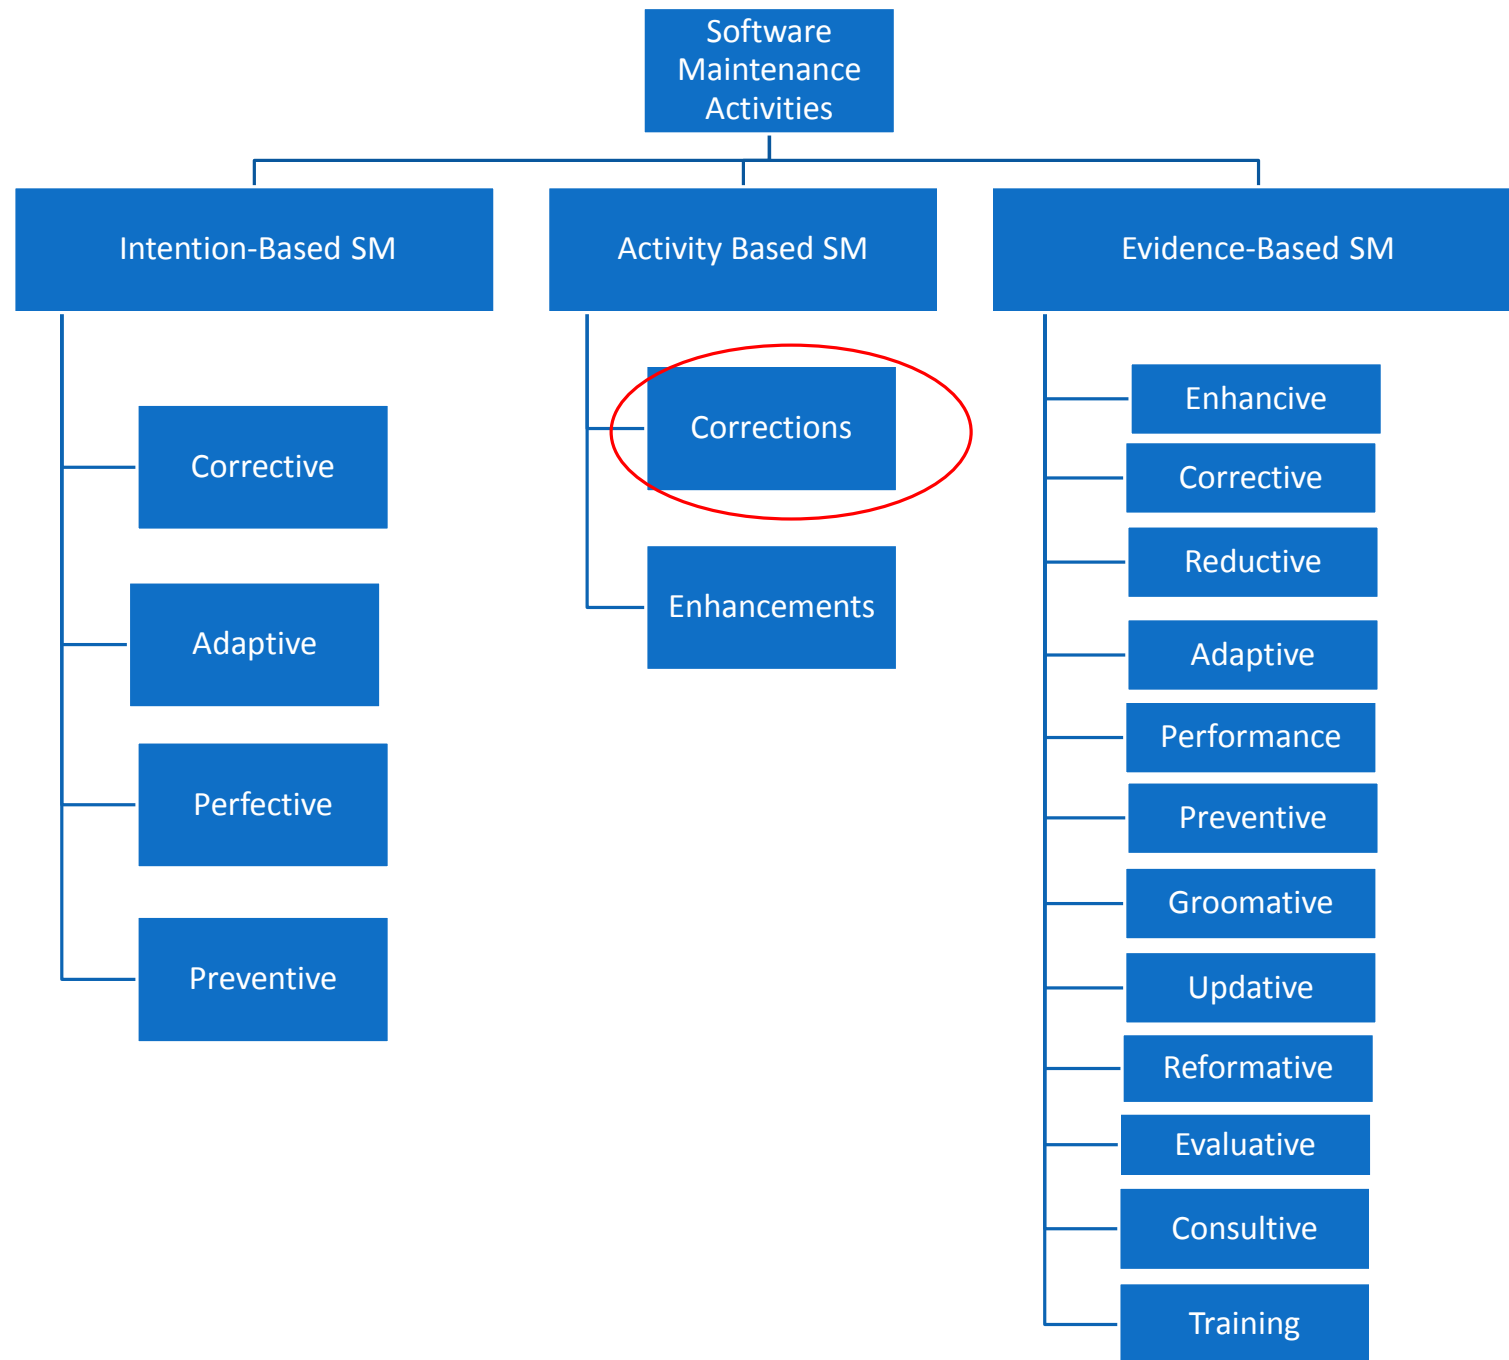 Software
Maintenance
Activities
Intention-Based SM
Activity Based SM
Evidence-Based SM
Corrective
Adaptive
Perfective
Preventive
Corrections
Enhancements
Enhancive
Corrective
Reductive
Adaptive
Performance
Preventive
Groomative
Updative
Reformative
Evaluative
Consultive
Training